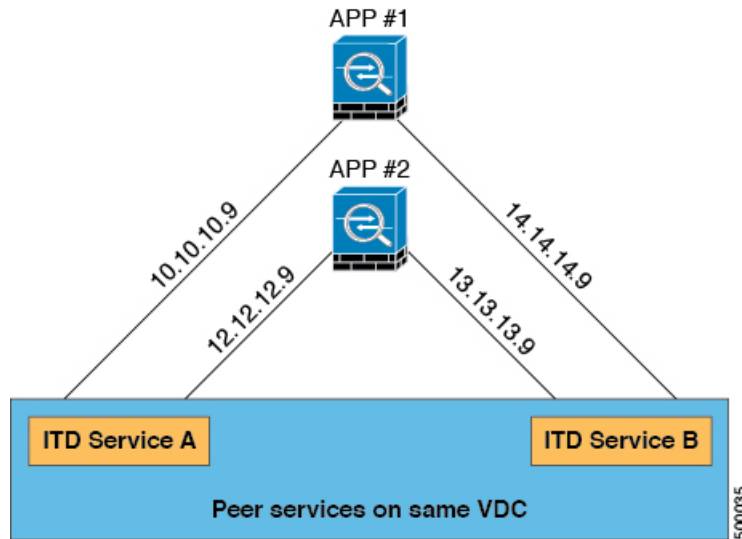 APP #1
APP #2
10.10.10.9
14.14.14.9
12.12.12.9
13.13.13.9
ITD Service A
ITD Service B
Peer services on same VDC
500035